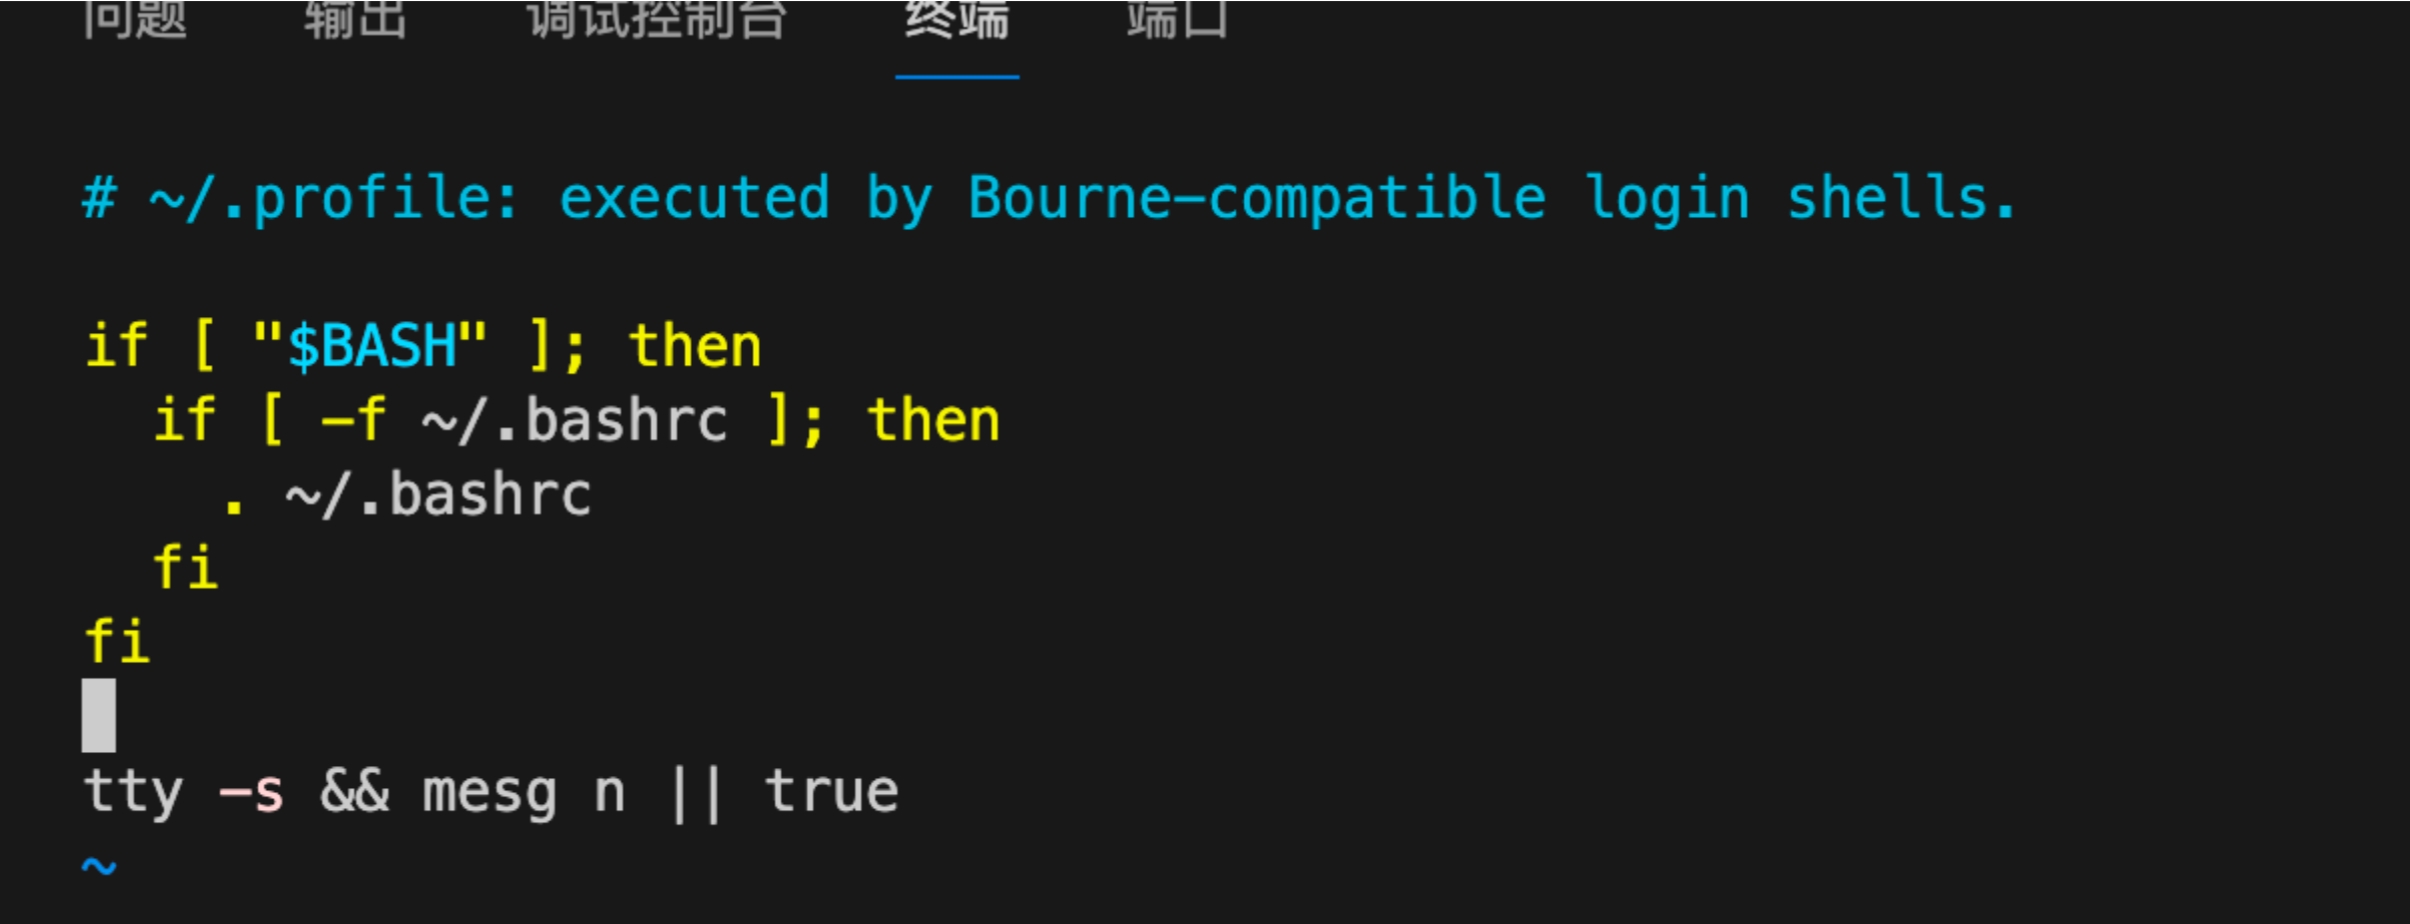 问题 输出 调试控制台 终端 端口
# ~/.profile: executed by Bourne-compatible login shells.
if [ "$BASH" ]; then
  if [ -f ~/.bashrc ]; then
    . ~/.bashrc
  fi
fi
tty -s && mesg n || true
~